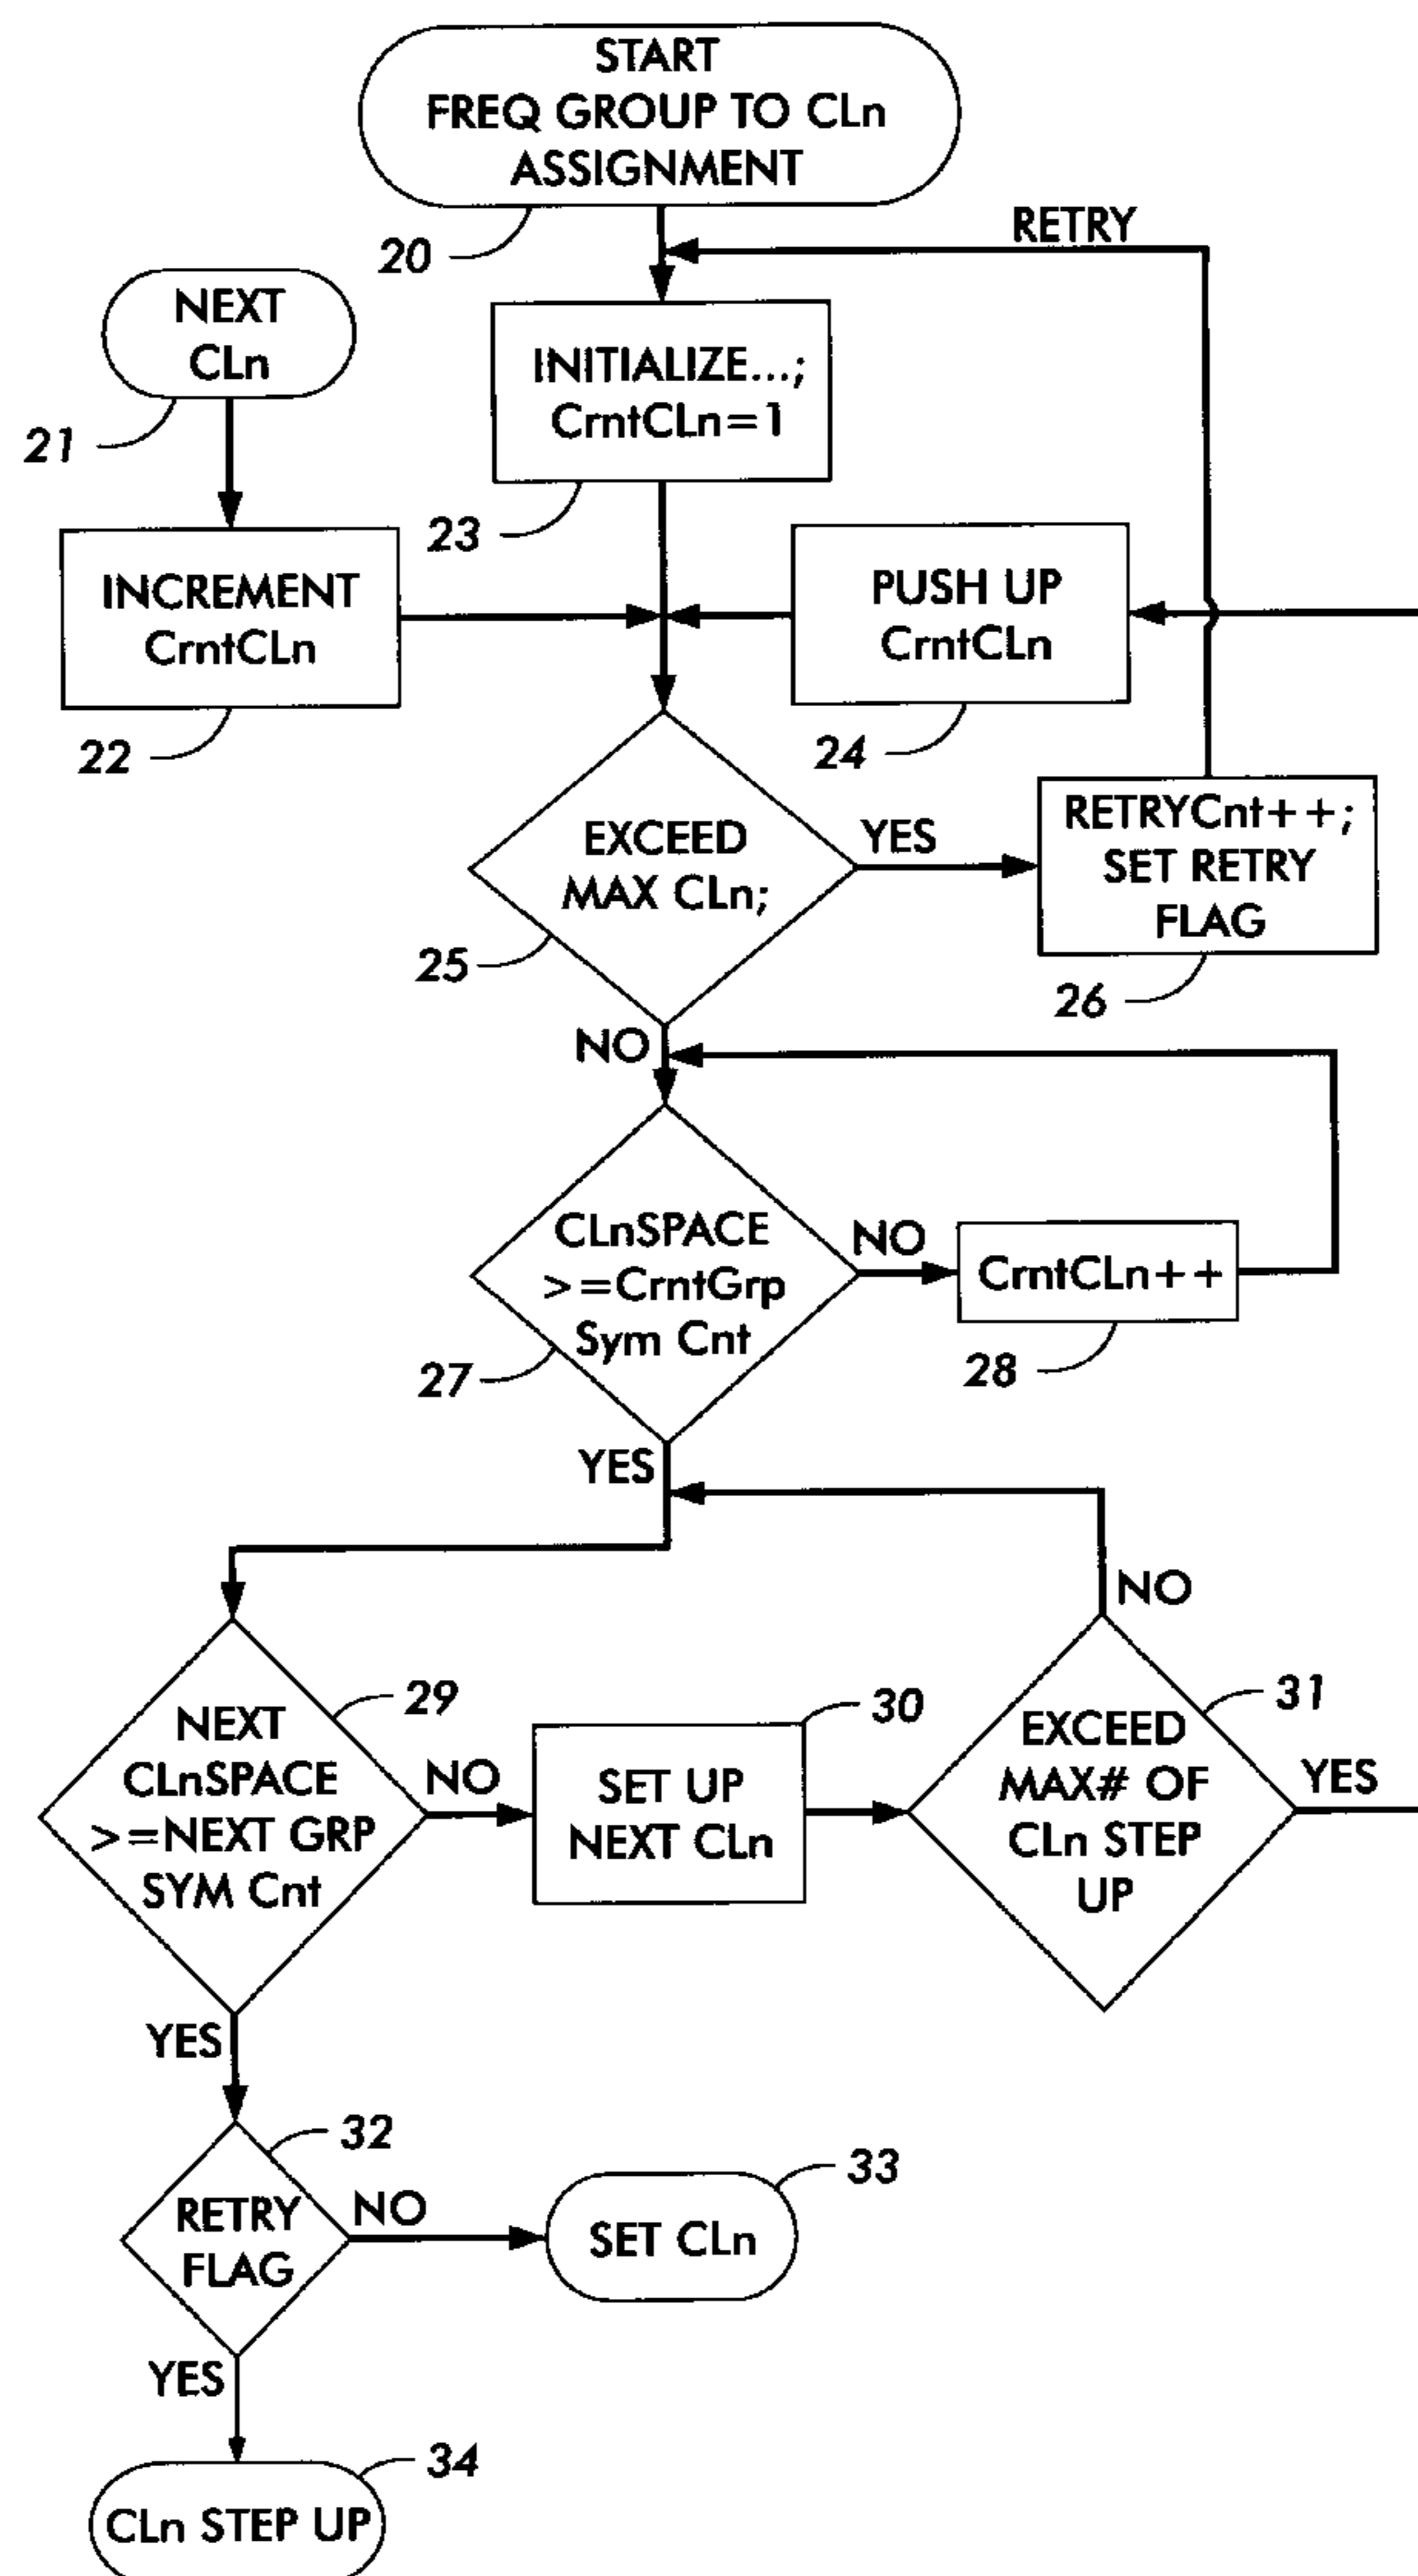 START
FREQ GROUP TO CLn
ASSIGNMENT
20
RETRY
NEXT
CLn
21
INITIALIZE...;
CrntCLn=1
23
INCREMENT
CrntCLn
22
PUSH UP
CrntCLn
24
EXCEED
MAX CLn;
25
YES
RETRYCnt++;
SET RETRY
FLAG
26
NO
CLnSPACE
>=CrntGrp
Sym Cnt
27
NO
CrntCLn++
28
YES
NO
NEXT
CLnSPACE
>=NEXT GRP
SYM Cnt
29
NO
SET UP
NEXT CLn
30
EXCEED
MAX# OF
CLn STEP
UP
31
YES
YES
RETRY
FLAG
32
NO
SET CLn
33
YES
CLn STEP UP
34